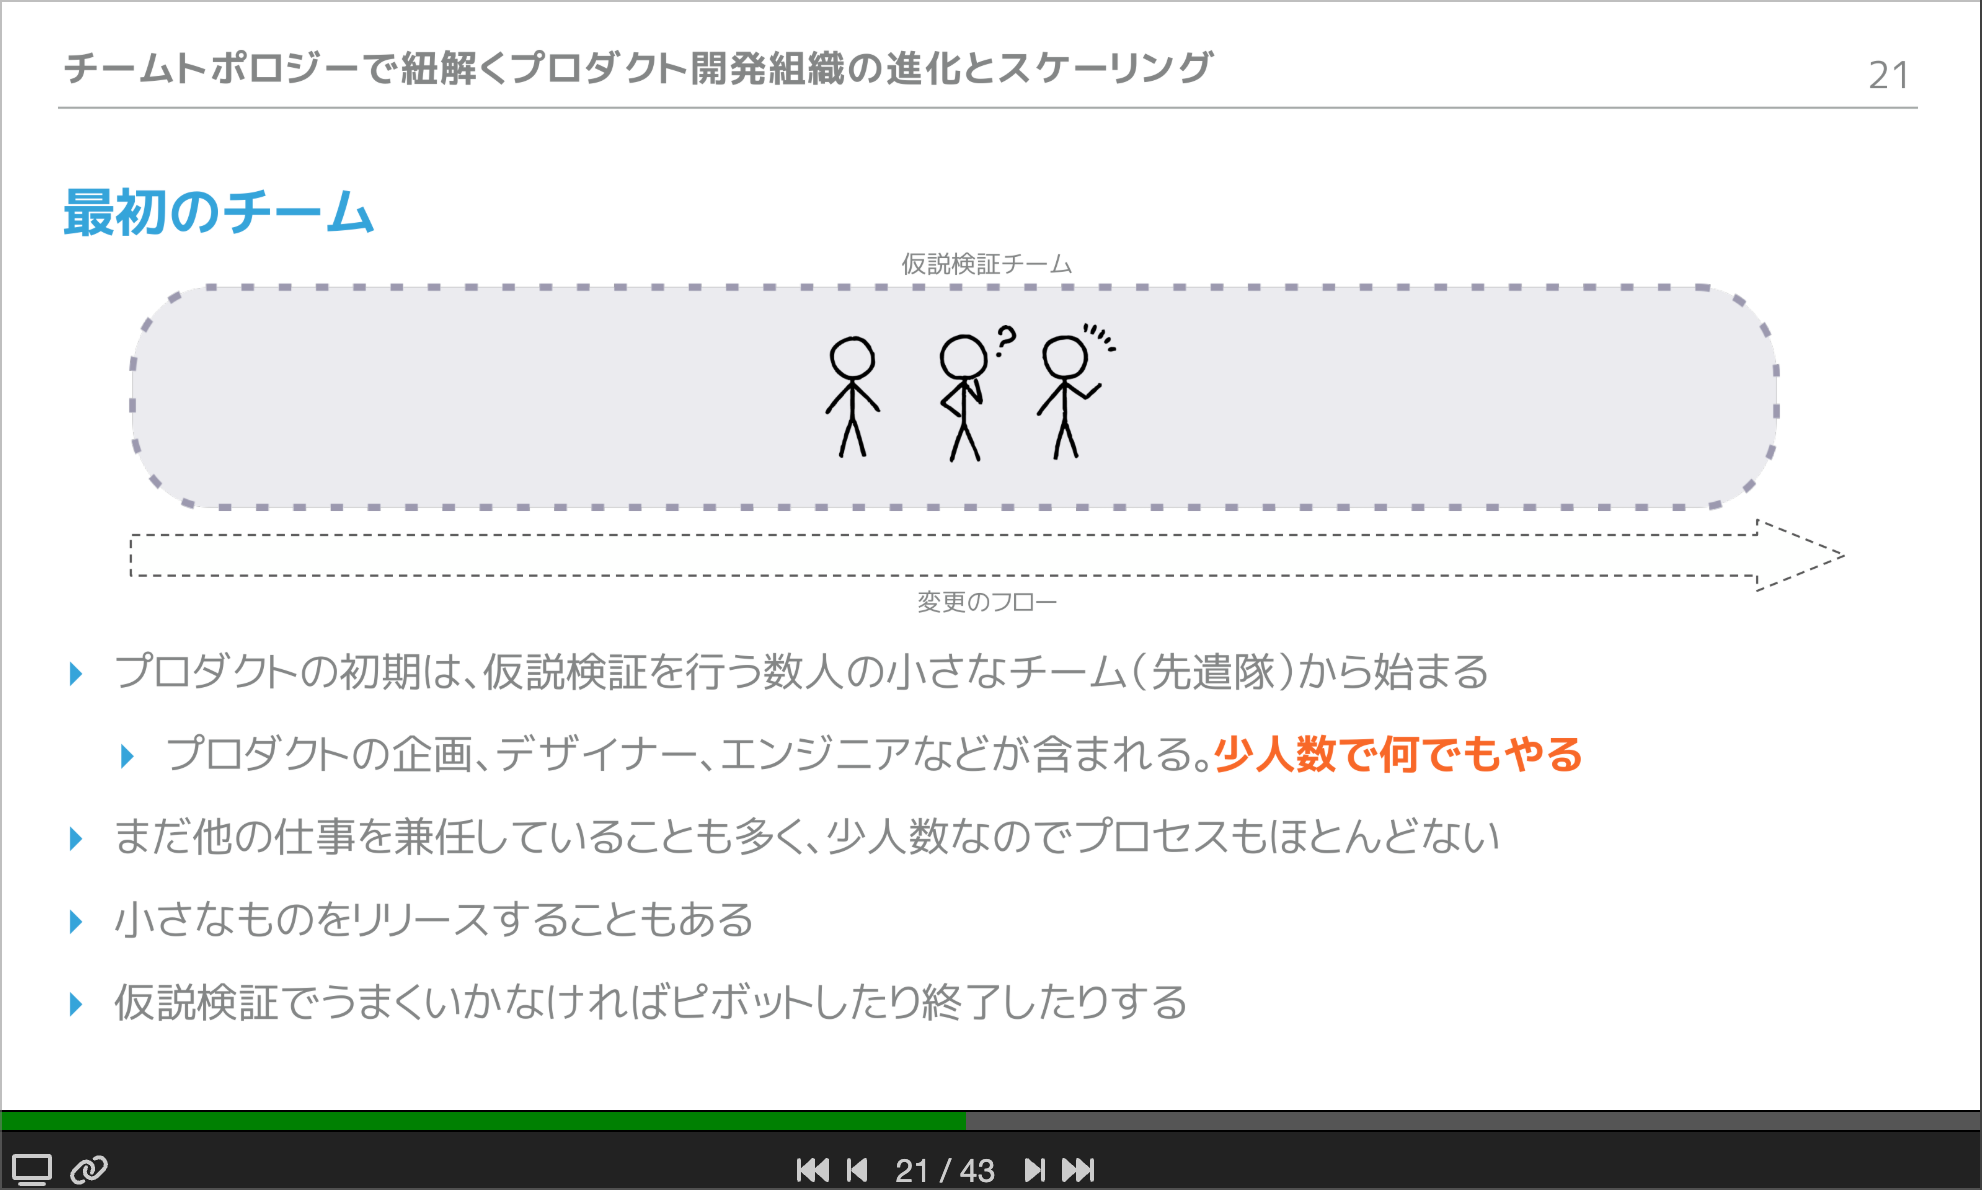 チームトポロジーで紐解くプロダクト開発組織の進化とスケーリング
21
最初のチーム
仮説検証チーム
?
変更のフロー
プロダクトの初期は、仮説検証を行う数人の小さなチーム（先遣隊）から始まる
プロダクトの企画、デザイナー、エンジニアなどが含まれる。少人数で何でもやる
まだ他の仕事を兼任していることも多く、少人数なのでプロセスもほとんどない
小さなものをリリースすることもある
仮説検証でうまくいかなければピボットしたり終了したりする
21 / 43